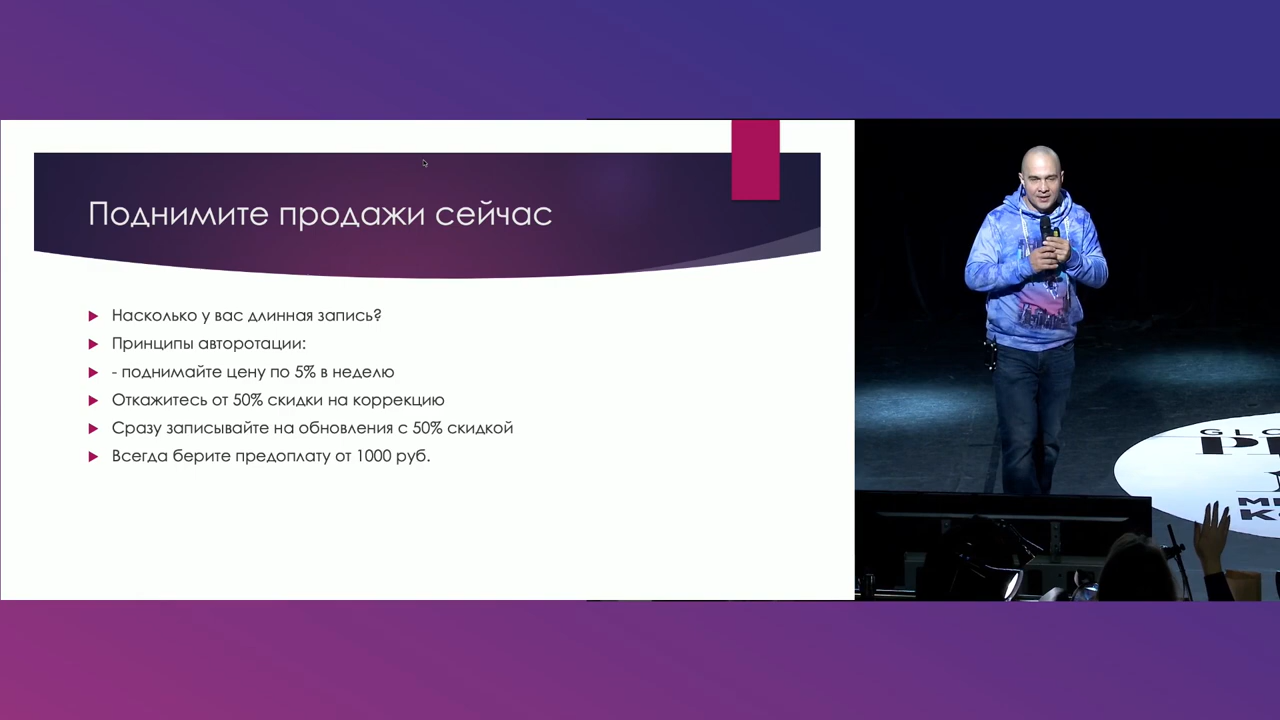 Поднимите продажи сейчас
Насколько у вас длинная запись?
Принципы авторотации:
- поднимайте цену по 5% в неделю
Откажитесь от 50% скидки на коррекцию
Сразу записывайте на обновления с 50% скидкой
Всегда берите предоплату от 1000 руб.